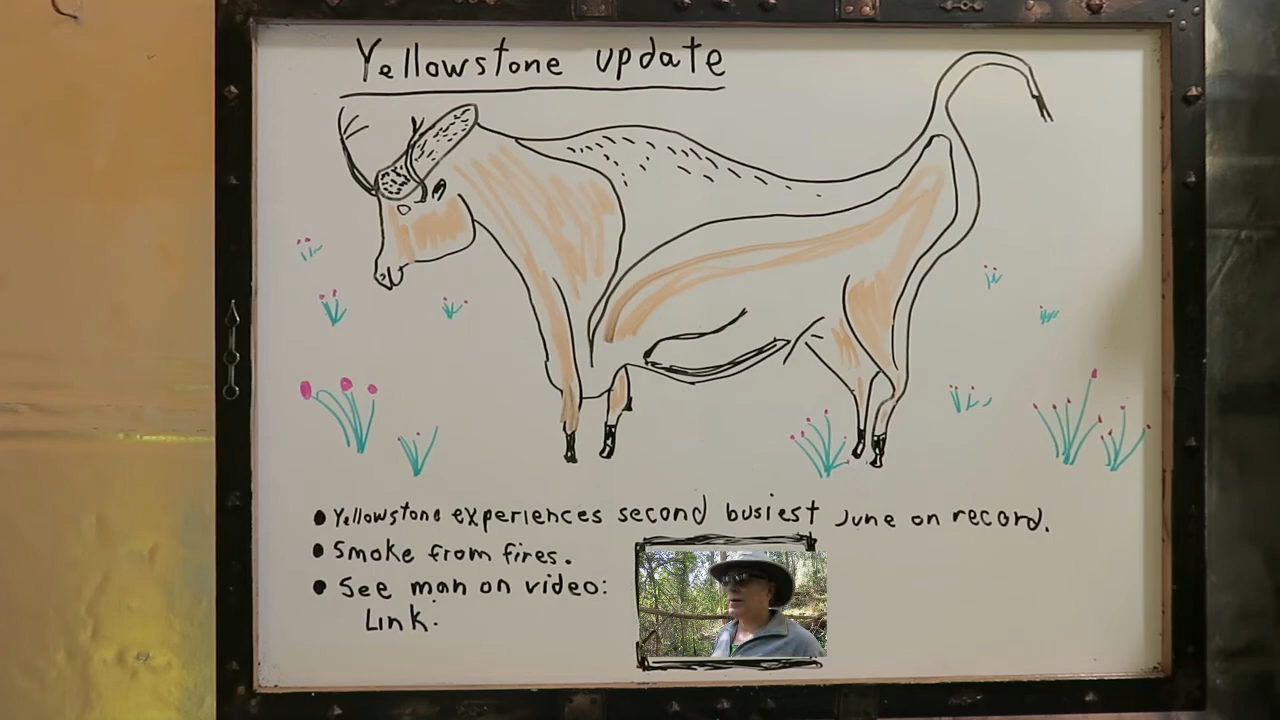 Yellowstone update
• Yellowstone experiences second busiest June on record.
• Smoke from fires.
• See man on video:
Link.